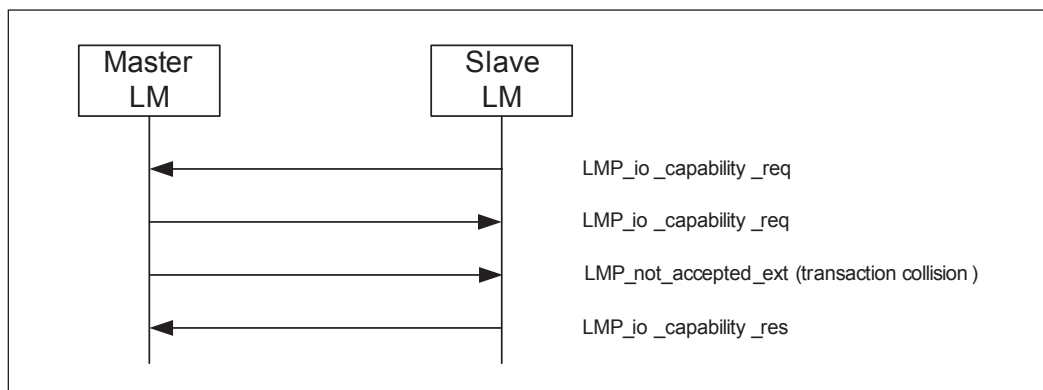 Master
LM
Slave
LM
LMP_io _capability _req
LMP_io _capability _req
LMP_not_accepted_ext (transaction collision )
LMP_io _capability _res